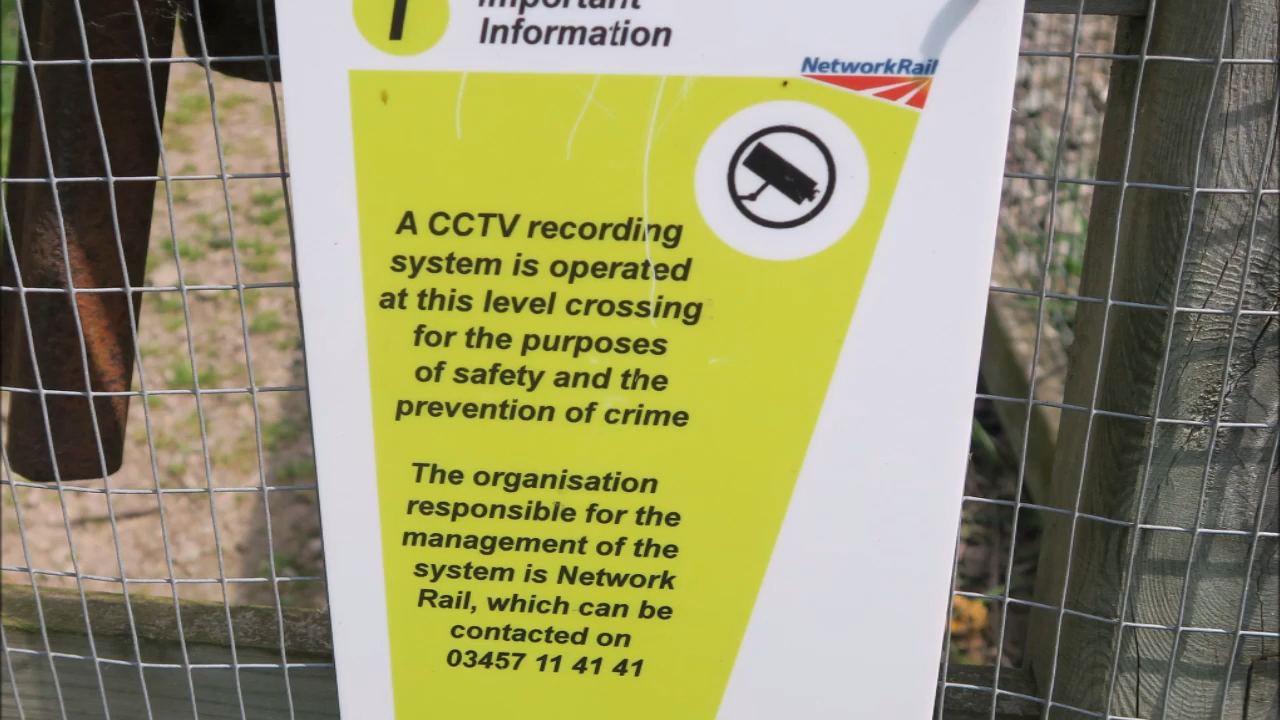 Important
Information
NetworkRail
A CCTV recording
system is operated
at this level crossing
for the purposes
of safety and the
prevention of crime
The organisation
responsible for the
management of the
system is Network
Rail, which can be
contacted on
03457 11 41 41